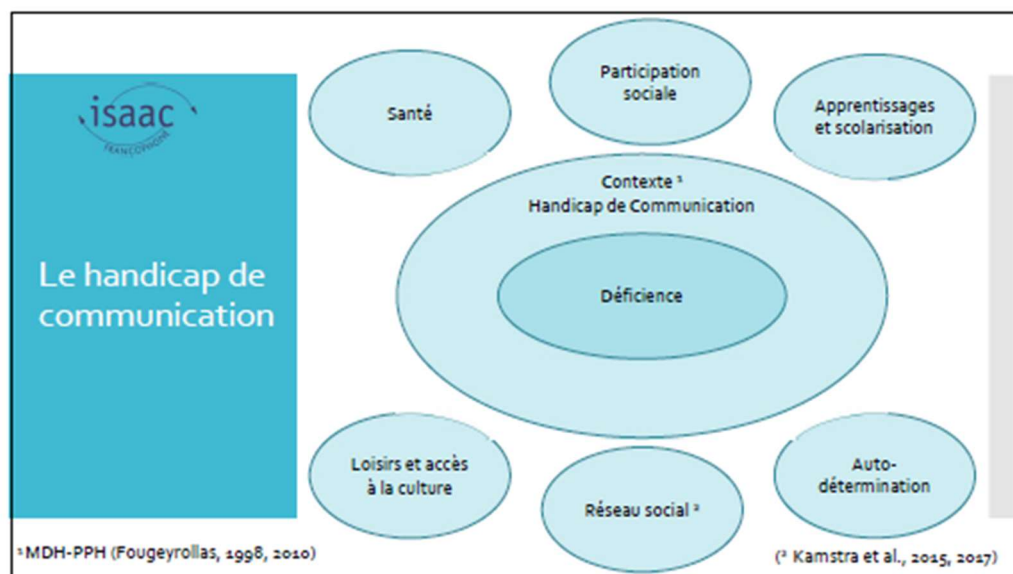 isaac
FRANCOPHONE
Le handicap de
communication
Santé
Participation
sociale
Apprentissages
et scolarisation
Contexte ¹
Handicap de Communication
Déficience
Loisirs et accès
à la culture
Réseau social ²
Auto-
détermination
¹ MDH-PPH (Fougeyrollas, 1998, 2010)
(² Kamstra et al., 2015, 2017)